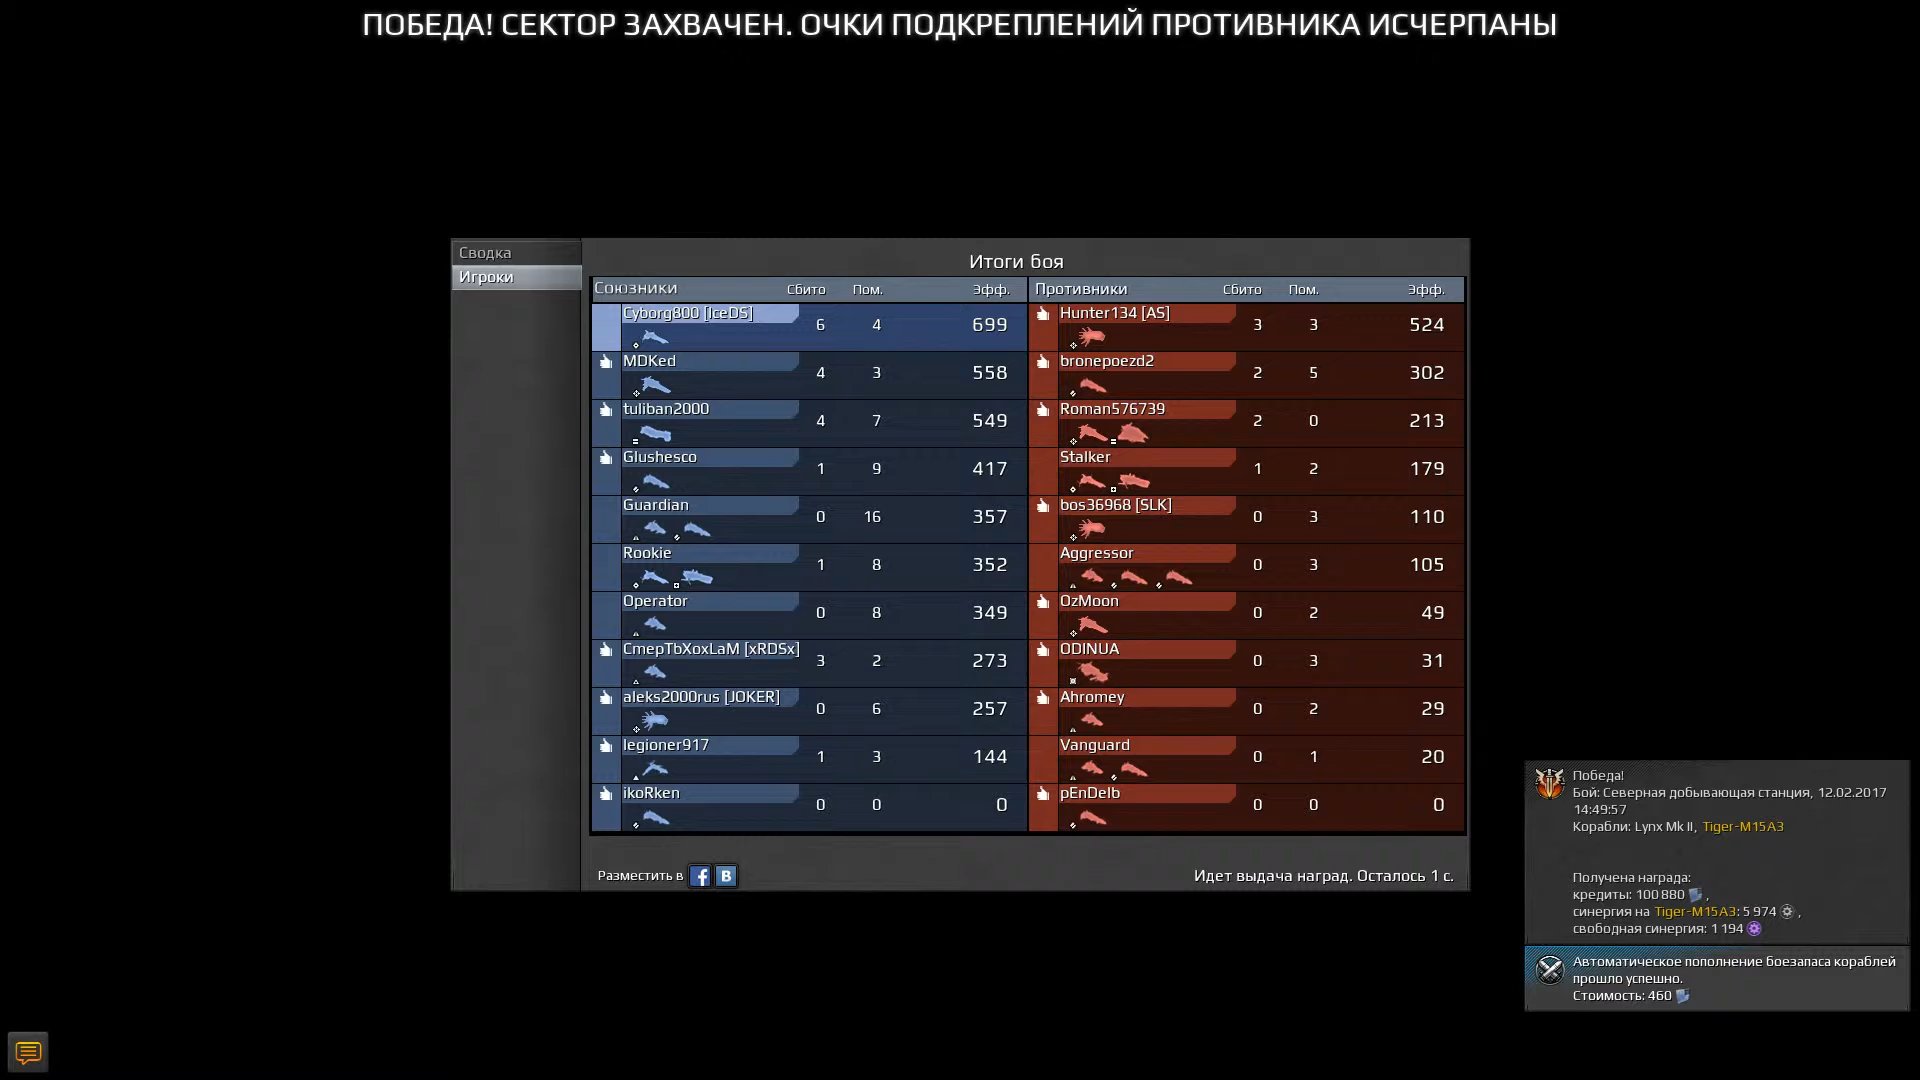 ПОБЕДА! СЕКТОР ЗАХВАЧЕН. ОЧКИ ПОДКРЕПЛЕНИЙ ПРОТИВНИКА ИСЧЕРПАНЫ
Сводка
Игроки
Итоги боя
Союзники Сбито Пом. Эфф.
Cyborg800 [IceDS] 6 4 699
MDKed 4 3 558
tuliban2000 4 7 549
Glushesco 1 9 417
Guardian 0 16 357
Rookie 1 8 352
Operator 0 8 349
CmepTbXoxLaM [xRDSx] 3 2 273
aleks2000rus [JOKER] 0 6 257
legioner917 1 3 144
ikoRken 0 0 0
Противники Сбито Пом. Эфф.
Hunter134 [AS] 3 3 524
bronepoezd2 2 5 302
Roman576739 2 0 213
Stalker 1 2 179
bos36968 [SLK] 0 3 110
Aggressor 0 3 105
OzMoon 0 2 49
ODINUA 0 3 31
Ahromey 0 2 29
Vanguard 0 1 20
pEnDelb 0 0 0
Разместить в f B
Идет выдача наград. Осталось 1 с.
Победа!
Бой: Северная добывающая станция, 12.02.2017
14:49:57
Корабли: Lynx Mk II, Tiger-M15A3
Получена награда:
кредиты: 100 880 ,
синергия на Tiger-M15A3: 5 974 ,
свободная синергия: 1 194
Автоматическое пополнение боезапаса кораблей
прошло успешно.
Стоимость: 460